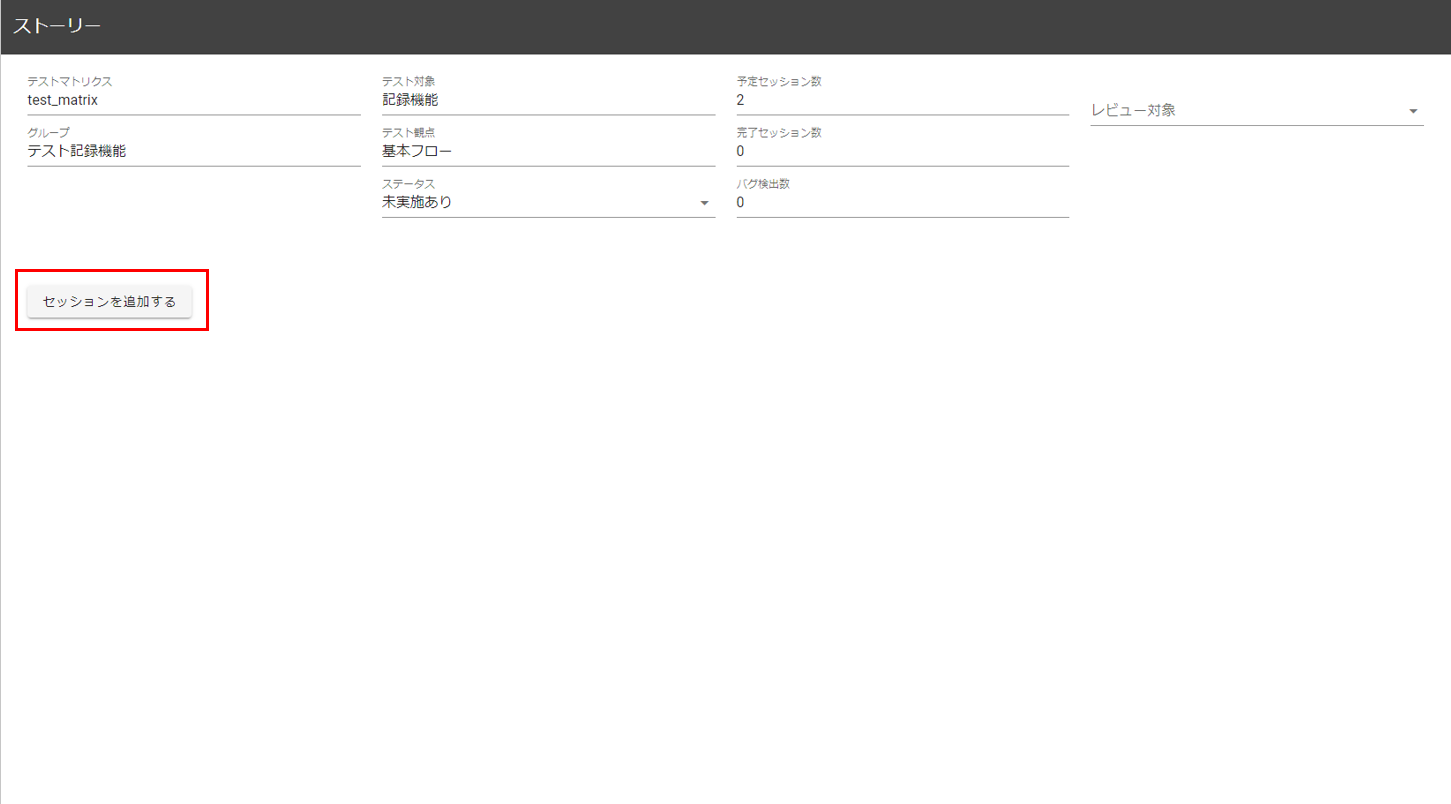 ストーリー
テストマトリクス
test_matrix
グループ
テスト記録機能
テスト対象
記録機能
テスト観点
基本フロー
ステータス
未実施あり
予定セッション数
2
完了セッション数
0
バグ検出数
0
レビュー対象
セッションを追加する